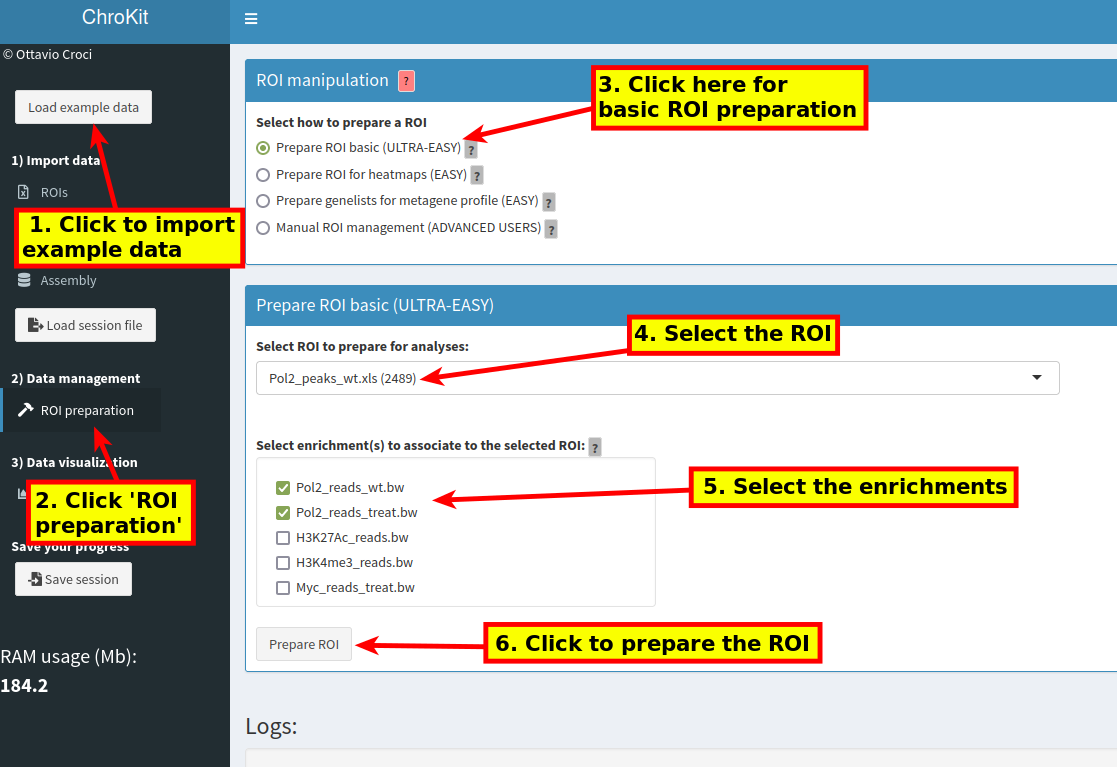 ChroKit
© Ottavio Croci
Load example data
1) Import data
ROIs
1. Click to import
example data
Assembly
Load session file
2) Data management
ROI preparation
3) Data visualization
2. Click 'ROI
preparation'
Save your progress
Save session
RAM usage (Mb):
184.2
ROI manipulation ?
3. Click here for
basic ROI preparation
Select how to prepare a ROI
Prepare ROI basic (ULTRA-EASY) ?
Prepare ROI for heatmaps (EASY) ?
Prepare genelists for metagene profile (EASY) ?
Manual ROI management (ADVANCED USERS) ?
Prepare ROI basic (ULTRA-EASY)
4. Select the ROI
Select ROI to prepare for analyses:
Pol2_peaks_wt.xls (2489)
Select enrichment(s) to associate to the selected ROI: ?
5. Select the enrichments
Pol2_reads_wt.bw
Pol2_reads_treat.bw
H3K27Ac_reads.bw
H3K4me3_reads.bw
Myc_reads_treat.bw
Prepare ROI
6. Click to prepare the ROI
Logs: